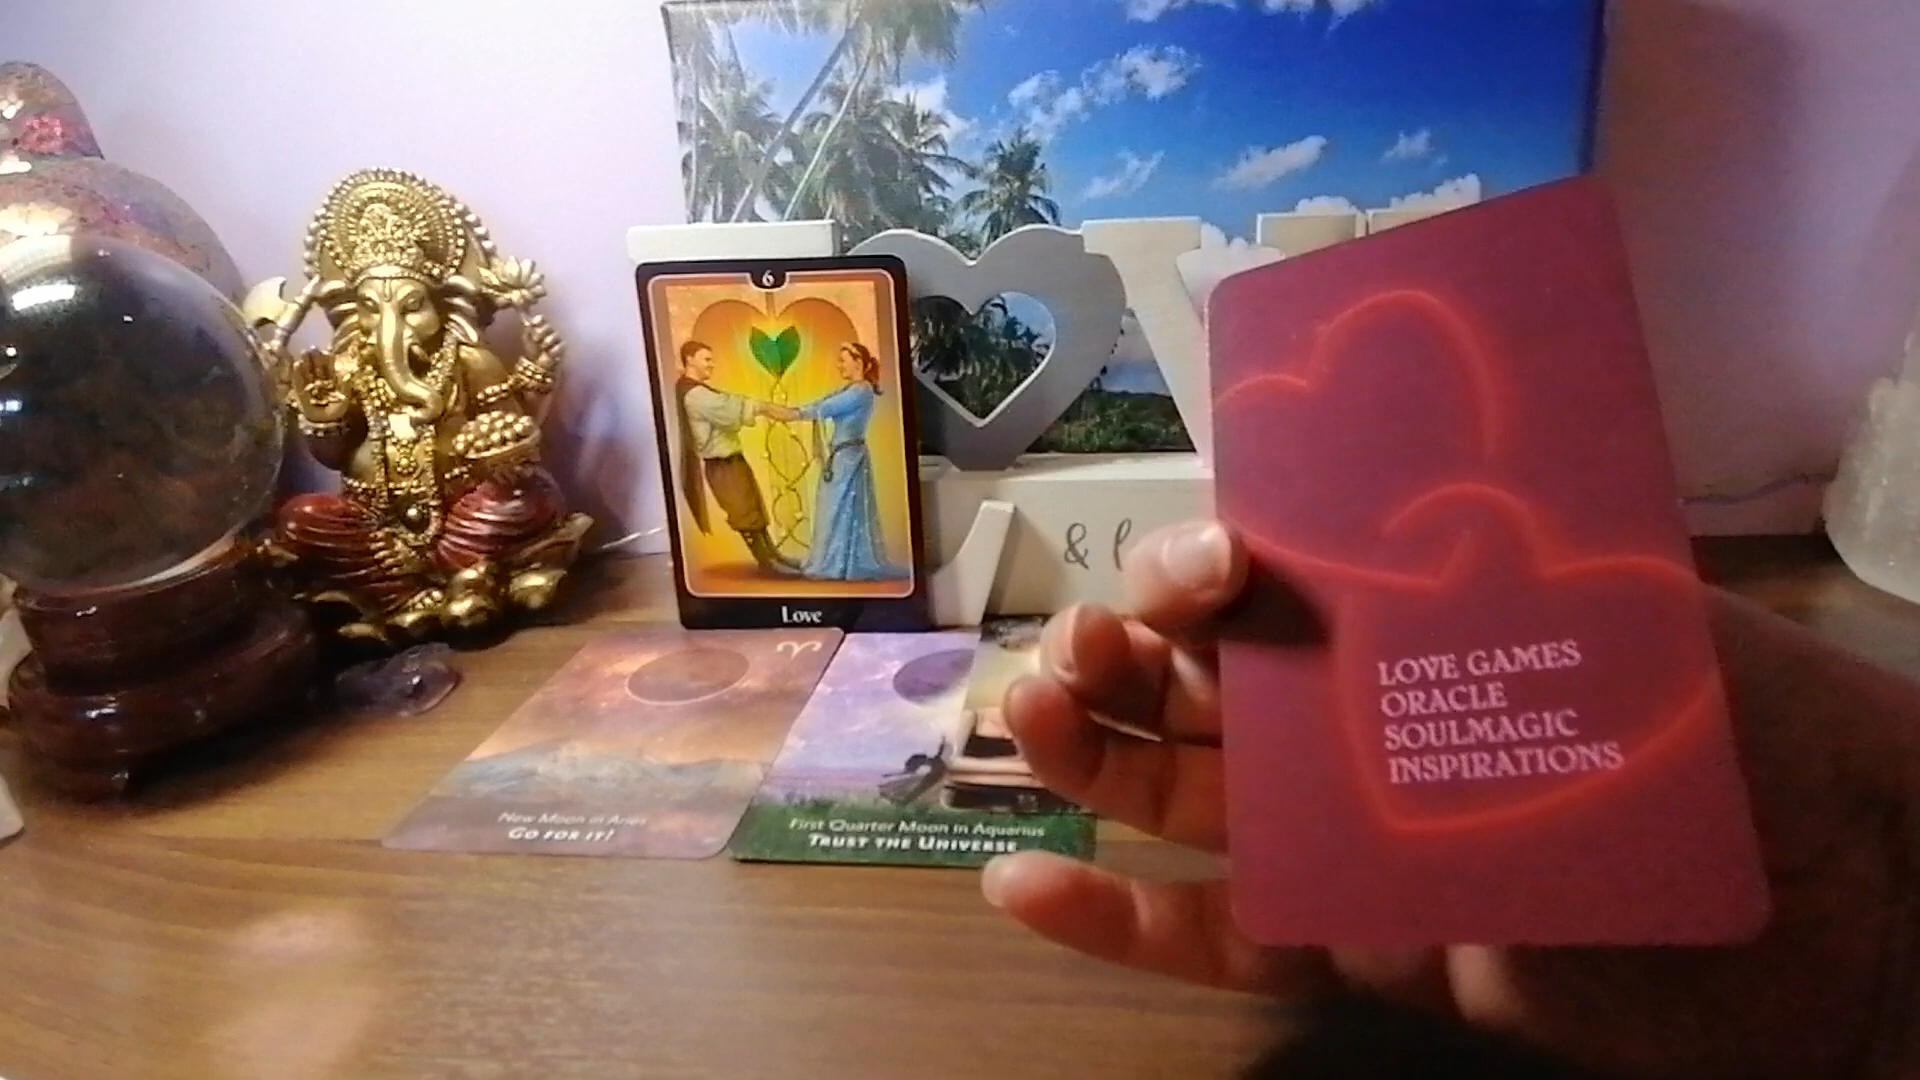 6
Love
& l
New Moon in Aries
GO FOR IT!
First Quarter Moon in Aquarius
TRUST THE UNIVERSE
LOVE GAMES
ORACLE
SOULMAGIC
INSPIRATIONS